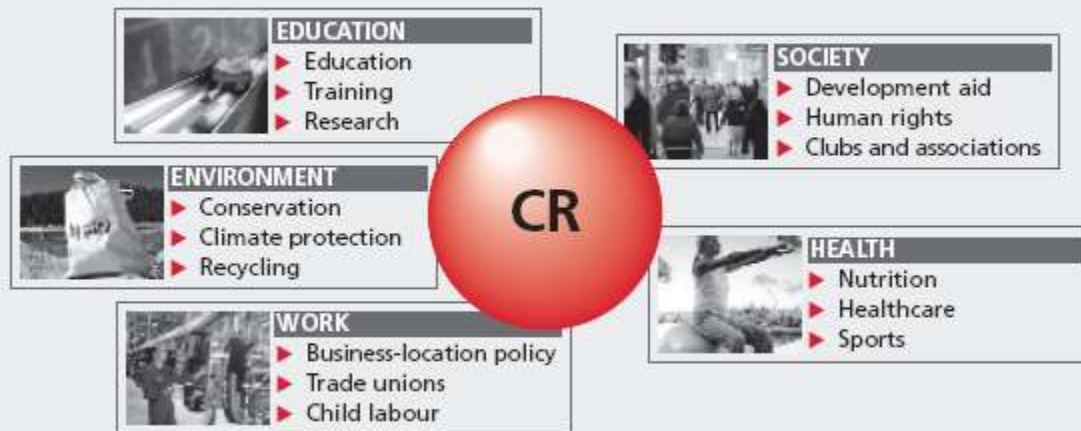 EDUCATION
Education
Training
Research
SOCIETY
Development aid
Human rights
Clubs and associations
ENVIRONMENT
Conservation
Climate protection
Recycling
CR
HEALTH
Nutrition
Healthcare
Sports
WORK
Business-location policy
Trade unions
Child labour